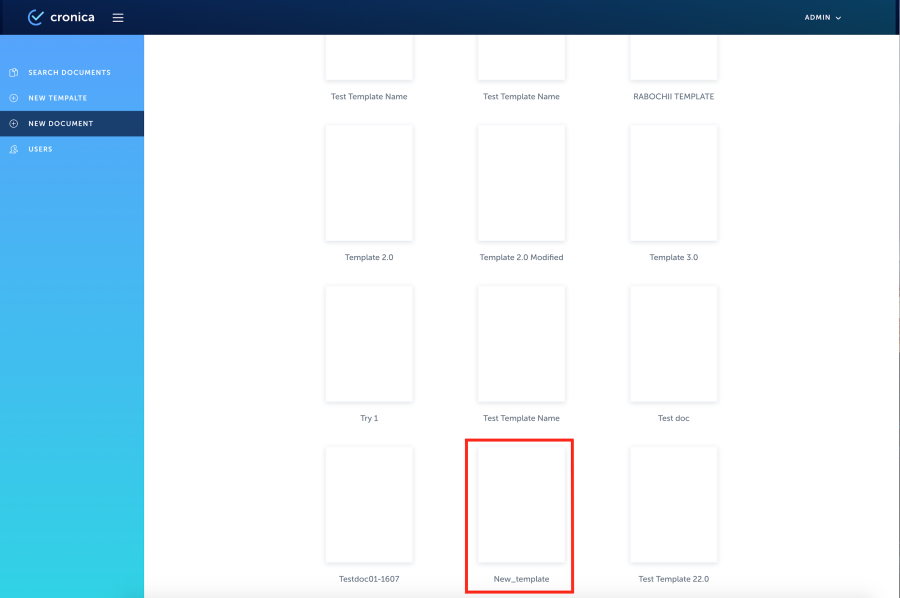 cronica
ADMIN
SEARCH DOCUMENTS
NEW TEMPALTE
NEW DOCUMENT
USERS
Test Template Name
Test Template Name
RABOCHII TEMPLATE
Template 2.0
Template 2.0 Modified
Template 3.0
Try 1
Test Template Name
Test doc
Testdoc01-1607
New_template
Test Template 22.0